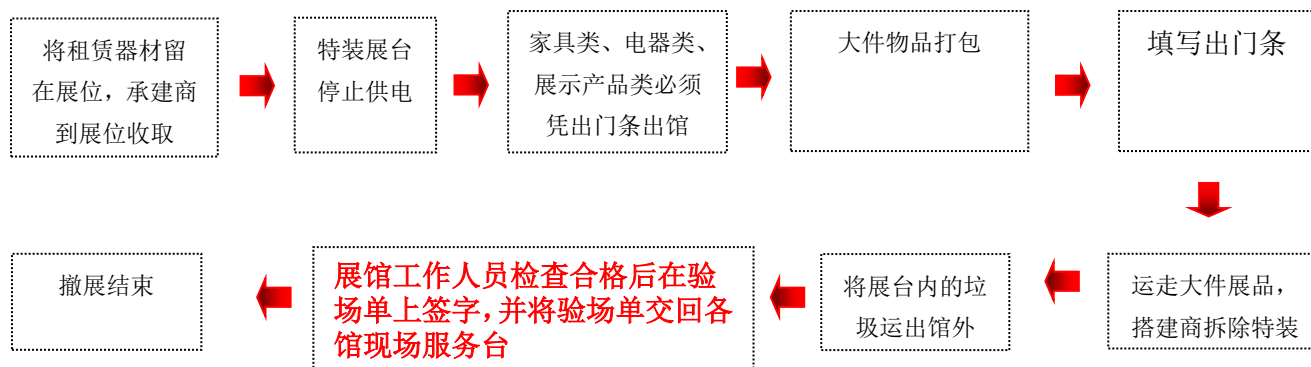 将租赁器材留
在展位，承建商
到展位收取
特装展台
停止供电
家具类、电器类、
展示产品类必须
凭出门条出馆
大件物品打包
填写出门条
运走大件展品，
搭建商拆除特装
将展台内的垃
圾运出馆外
展馆工作人员检查合格后在验
场单上签字，并将验场单交回各
馆现场服务台
撤展结束